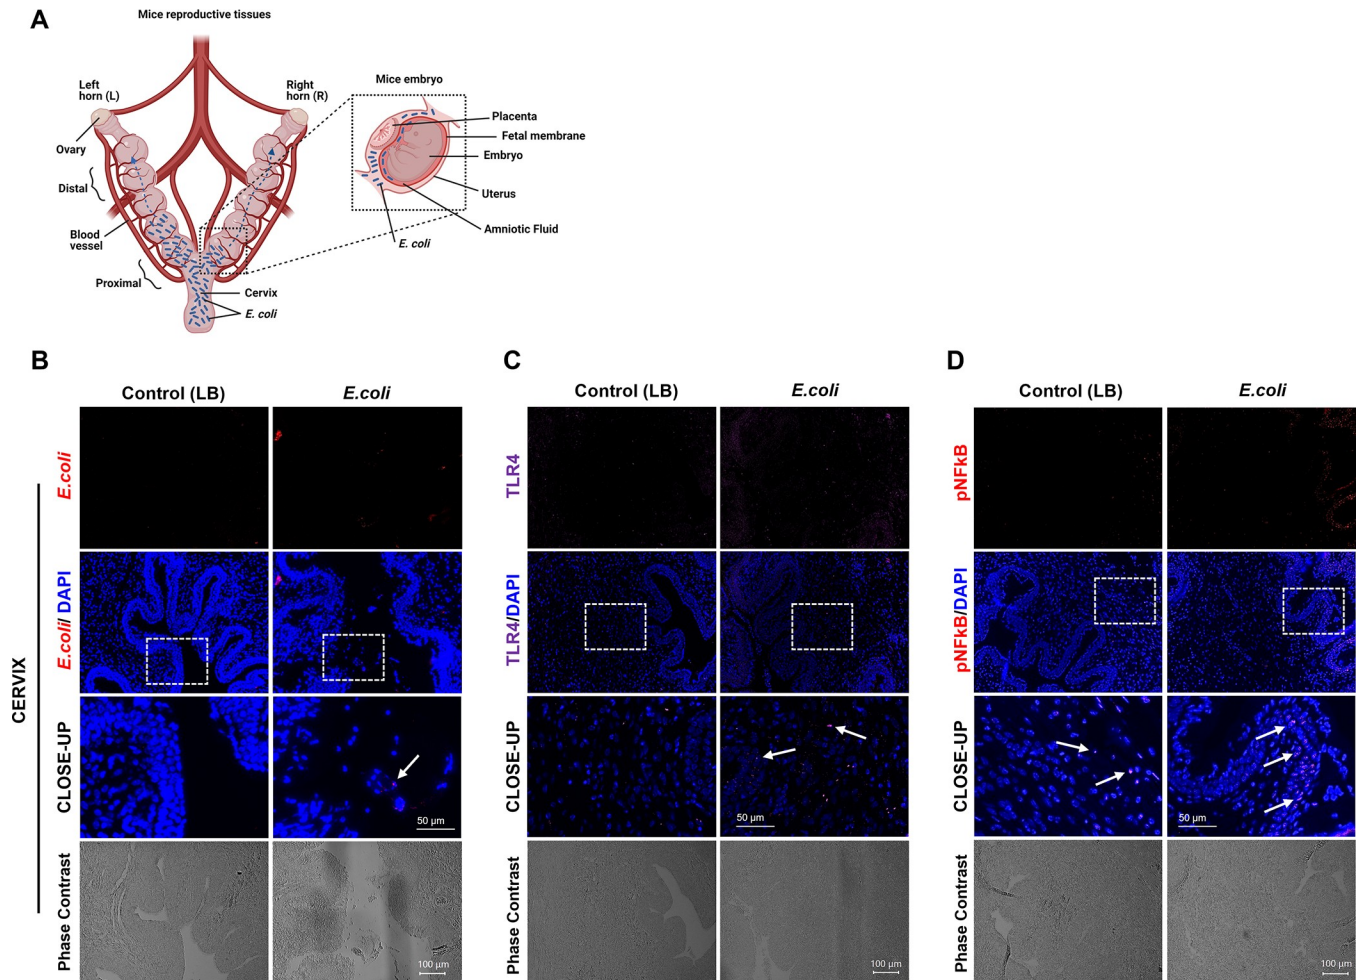 A
Mice reproductive tissues
Left
horn (L)
Right
horn (R)
Mice embryo
Ovary
Distal
Blood
vessel
Proximal
Placenta
Fetal membrane
Embryo
Uterus
Amniotic Fluid
E. coli
Cervix
E. coli
B
Control (LB)
E.coli
CERVIX
E.coli
E.coli/ DAPI
CLOSE-UP
50 µm
Phase Contrast
100 µm
C
Control (LB)
E.coli
TLR4
TLR4/DAPI
CLOSE-UP
50 µm
Phase Contrast
100 µm
D
Control (LB)
E.coli
pNFkB
pNFkB/DAPI
CLOSE-UP
50 µm
Phase Contrast
100 µm